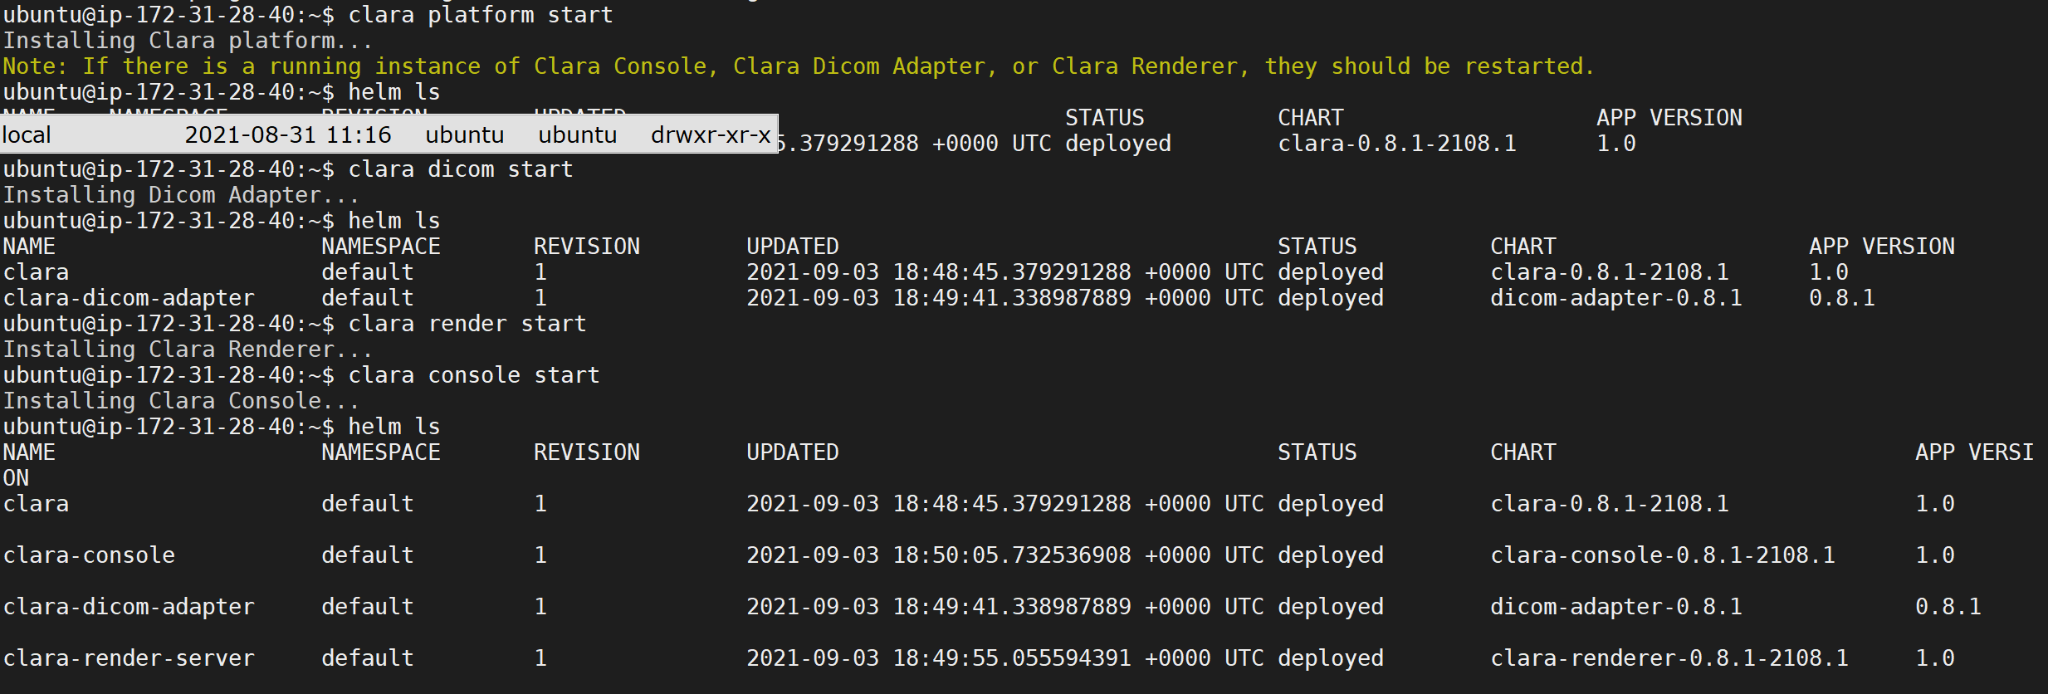 ubuntu@ip-172-31-28-40:~$ clara platform start
Installing Clara platform...
Note: If there is a running instance of Clara Console, Clara Dicom Adapter, or Clara Renderer, they should be restarted.
ubuntu@ip-172-31-28-40:~$ helm ls
NAME NAMESPACE REVISION UPDATED STATUS CHART APP VERSION
local 2021-08-31 11:16 ubuntu ubuntu drwxr-xr-x 5.379291288 +0000 UTC deployed clara-0.8.1-2108.1 1.0
ubuntu@ip-172-31-28-40:~$ clara dicom start
Installing Dicom Adapter...
ubuntu@ip-172-31-28-40:~$ helm ls
NAME NAMESPACE REVISION UPDATED STATUS CHART APP VERSION
clara default 1 2021-09-03 18:48:45.379291288 +0000 UTC deployed clara-0.8.1-2108.1 1.0
clara-dicom-adapter default 1 2021-09-03 18:49:41.338987889 +0000 UTC deployed dicom-adapter-0.8.1 0.8.1
ubuntu@ip-172-31-28-40:~$ clara render start
Installing Clara Renderer...
ubuntu@ip-172-31-28-40:~$ clara console start
Installing Clara Console...
ubuntu@ip-172-31-28-40:~$ helm ls
NAME NAMESPACE REVISION UPDATED STATUS CHART APP VERSI
ON
clara default 1 2021-09-03 18:48:45.379291288 +0000 UTC deployed clara-0.8.1-2108.1 1.0
clara-console default 1 2021-09-03 18:50:05.732536908 +0000 UTC deployed clara-console-0.8.1-2108.1 1.0
clara-dicom-adapter default 1 2021-09-03 18:49:41.338987889 +0000 UTC deployed dicom-adapter-0.8.1 0.8.1
clara-render-server default 1 2021-09-03 18:49:55.055594391 +0000 UTC deployed clara-renderer-0.8.1-2108.1 1.0